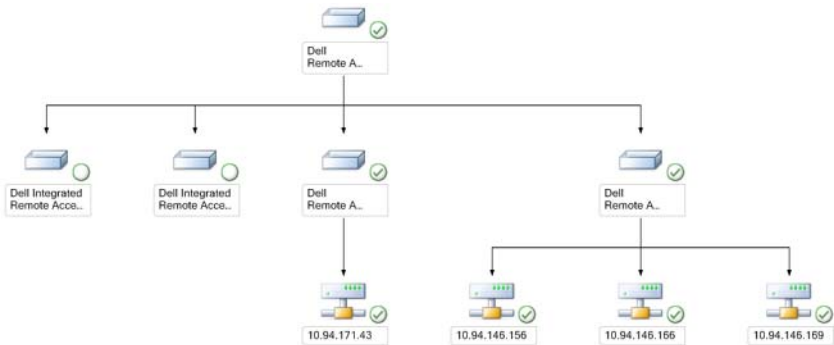 Dell
Remote A...
Dell Integrated
Remote Acce...
Dell Integrated
Remote Acce...
Dell
Remote A...
Dell
Remote A...
10.94.171.43
10.94.146.156
10.94.146.166
10.94.146.169